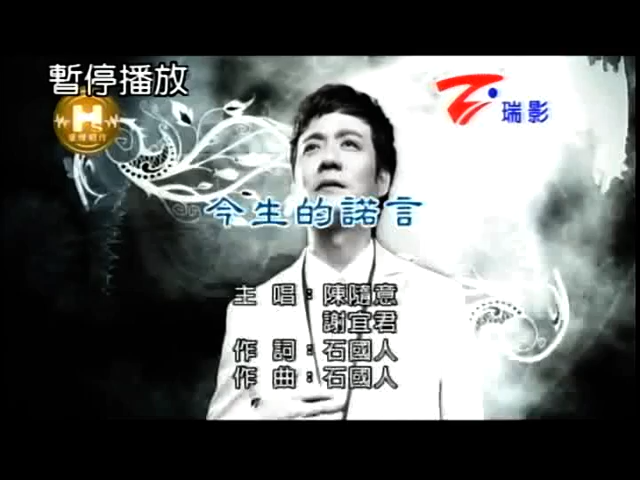 暫停播放
H
瑞影
今生的諾言
主 唱：陳隨意
謝宜君
作 詞：石國人
作 曲：石國人